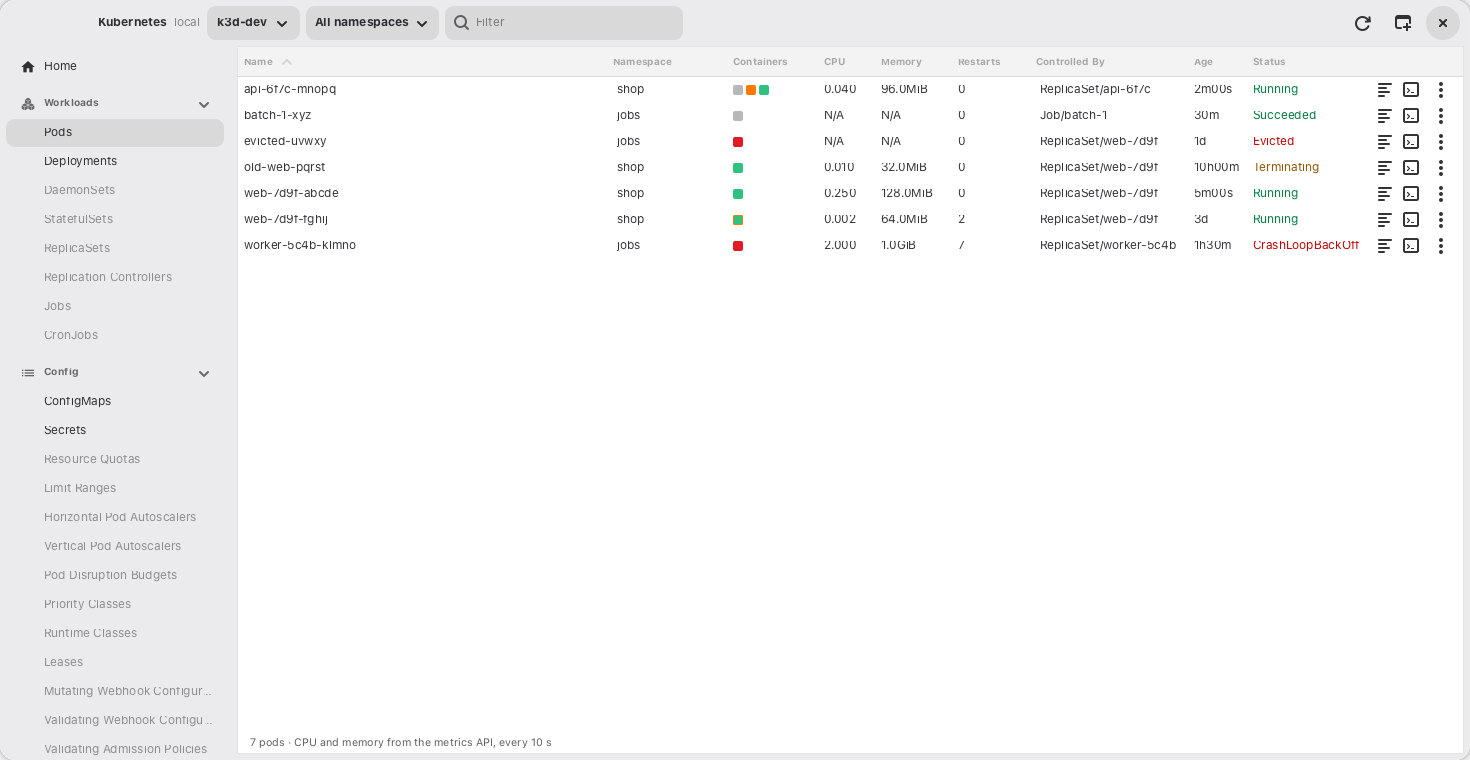 Kubernetes local k3d-dev All namespaces Filter
Home
Workloads
Pods
Deployments
DaemonSets
StatefulSets
ReplicaSets
Replication Controllers
Jobs
CronJobs
Config
ConfigMaps
Secrets
Resource Quotas
Limit Ranges
Horizontal Pod Autoscalers
Vertical Pod Autoscalers
Pod Disruption Budgets
Priority Classes
Runtime Classes
Leases
Mutating Webhook Configur...
Validating Webhook Configu...
Validating Admission Policies
Name Namespace Containers CPU Memory Restarts Controlled By Age Status
api-6f7c-mnopq shop 0.040 96.0MiB 0 ReplicaSet/api-6f7c 2m00s Running
batch-1-xyz jobs N/A N/A 0 Job/batch-1 30m Succeeded
evicted-uvwxy jobs N/A N/A 0 ReplicaSet/web-7d9f 1d Evicted
old-web-pqrst shop 0.010 32.0MiB 0 ReplicaSet/web-7d9f 10h00m Terminating
web-7d9f-abcde shop 0.250 128.0MiB 0 ReplicaSet/web-7d9f 5m00s Running
web-7d9f-fghij shop 0.002 64.0MiB 2 ReplicaSet/web-7d9f 3d Running
worker-5c4b-klmno jobs 2.000 1.0GiB 7 ReplicaSet/worker-5c4b 1h30m CrashLoopBackOff
7 pods · CPU and memory from the metrics API, every 10 s